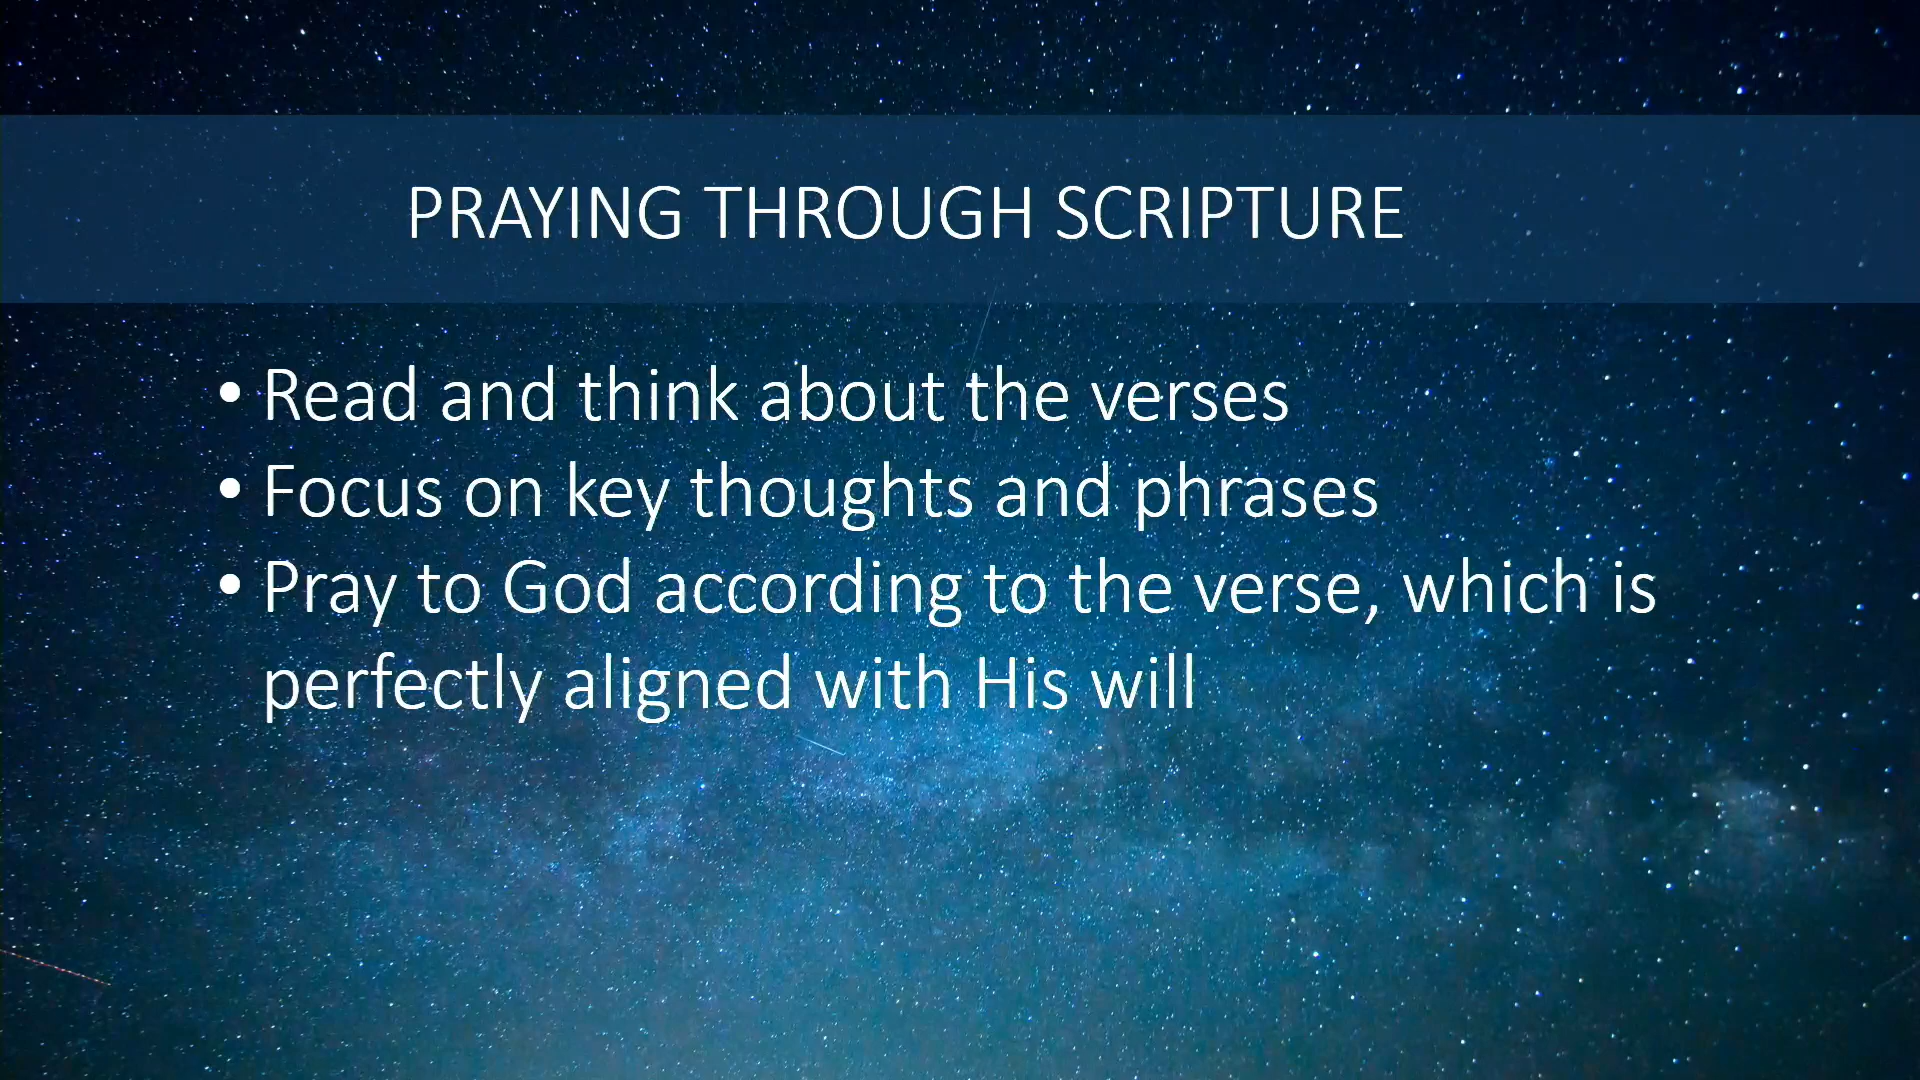 PRAYING THROUGH SCRIPTURE
• Read and think about the verses
• Focus on key thoughts and phrases
• Pray to God according to the verse, which is
perfectly aligned with His will